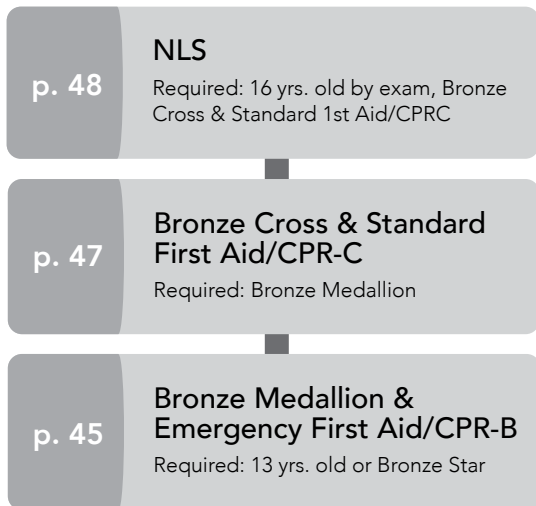 p. 48
NLS
Required: 16 yrs. old by exam, Bronze
Cross & Standard 1st Aid/CPRC
p. 47
Bronze Cross & Standard
First Aid/CPR-C
Required: Bronze Medallion
p. 45
Bronze Medallion &
Emergency First Aid/CPR-B
Required: 13 yrs. old or Bronze Star